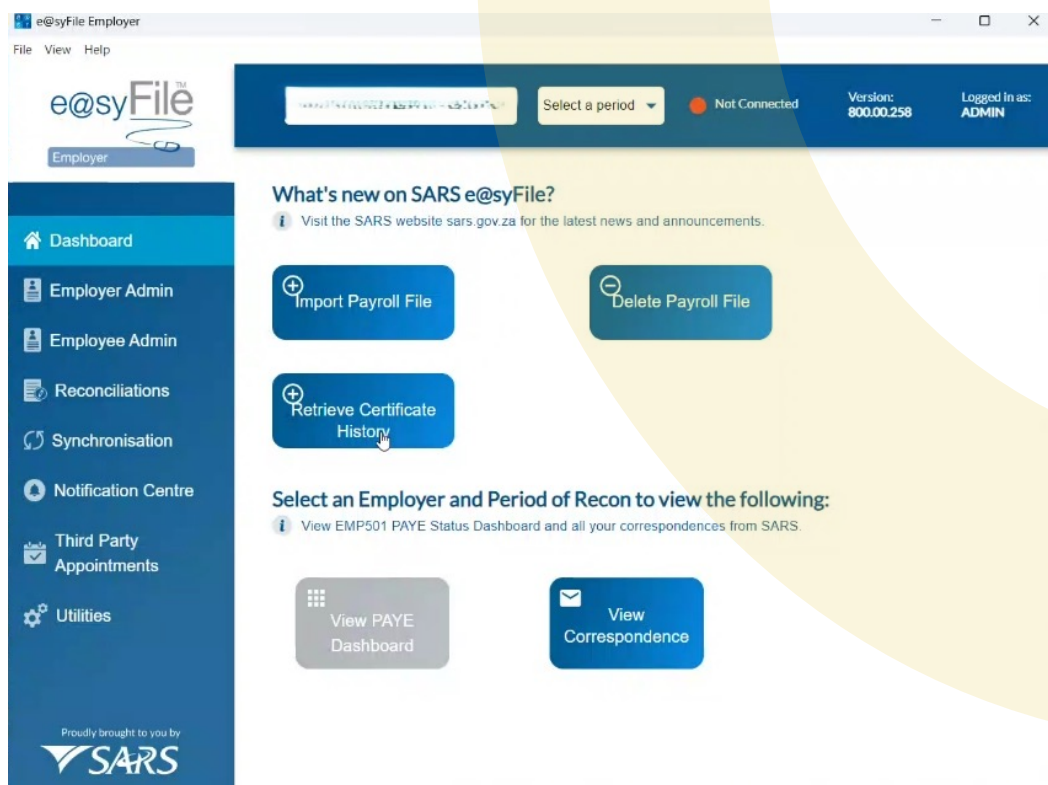 e@syFile Employer
File View Help
e@syFile™
Employer
Select a period
Not Connected
Version:
800.00.258
Logged in as:
ADMIN
Dashboard
Employer Admin
Employee Admin
Reconciliations
Synchronisation
Notification Centre
Third Party
Appointments
Utilities
Proudly brought to you by
SARS
What's new on SARS e@syFile?
Visit the SARS website sars.gov.za for the latest news and announcements.
Import Payroll File
Delete Payroll File
Retrieve Certificate
History
Select an Employer and Period of Recon to view the following:
View EMP501 PAYE Status Dashboard and all your correspondences from SARS.
View PAYE
Dashboard
View
Correspondence